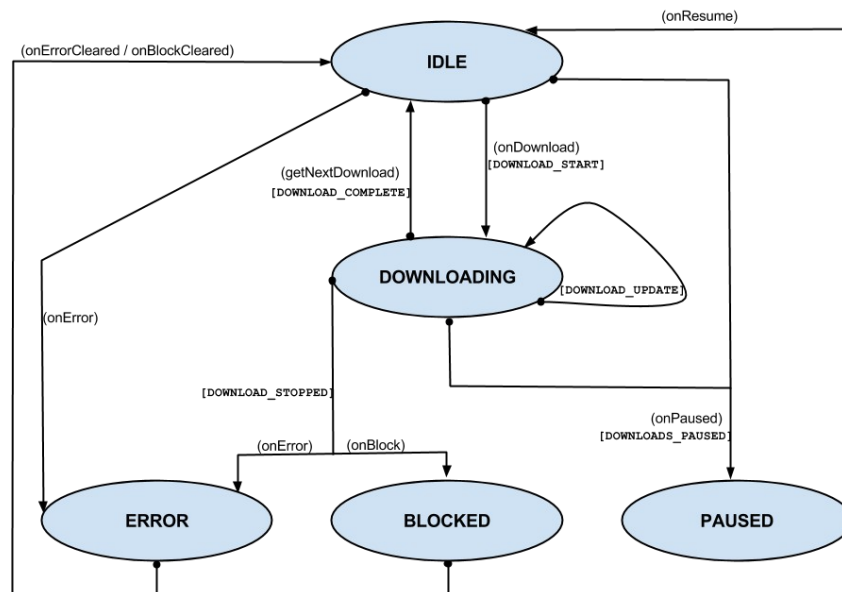 (onResume)
(onErrorCleared / onBlockCleared)
IDLE
(onDownload)
[DOWNLOAD_START]
(getNextDownload)
[DOWNLOAD_COMPLETE]
DOWNLOADING
[DOWNLOAD_UPDATE]
(onError)
[DOWNLOAD_STOPPED]
(onPaused)
[DOWNLOADS_PAUSED]
(onError)
(onBlock)
ERROR
BLOCKED
PAUSED